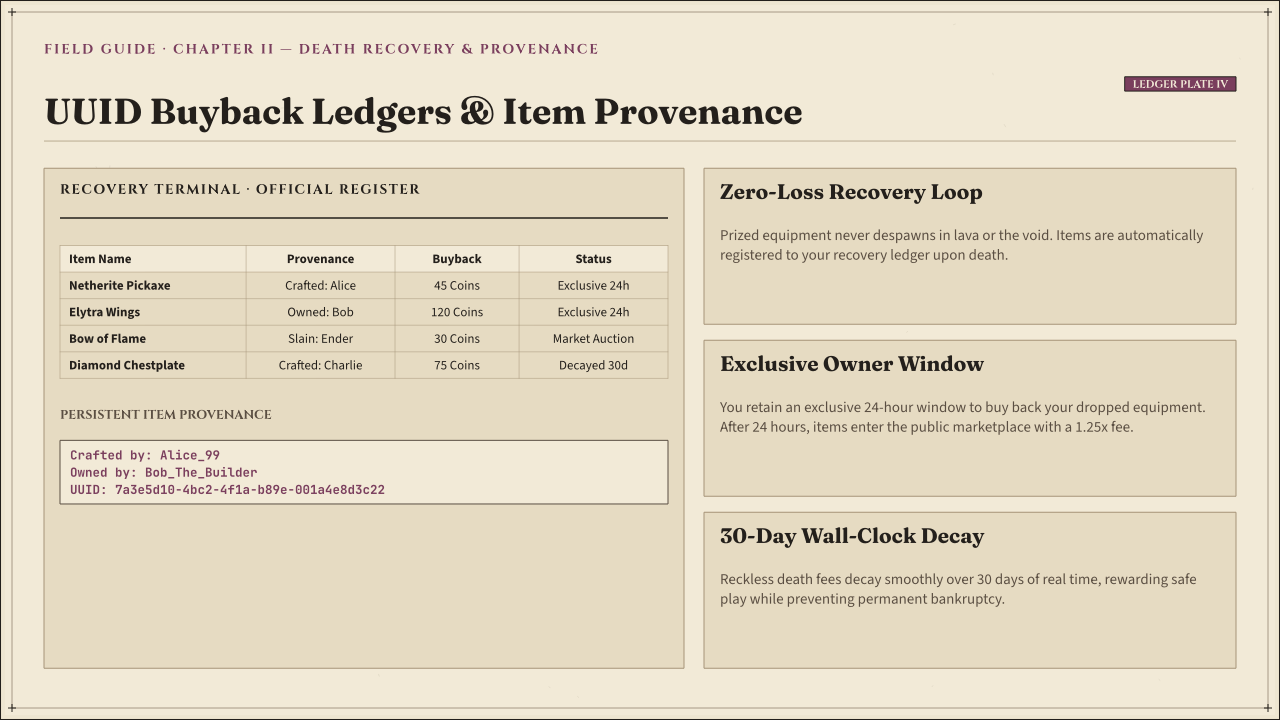 FIELD GUIDE · CHAPTER II — DEATH RECOVERY & PROVENANCE
LEDGER PLATE IV
UUID Buyback Ledgers & Item Provenance
RECOVERY TERMINAL · OFFICIAL REGISTER
Item Name Provenance Buyback Status
Netherite Pickaxe Crafted: Alice 45 Coins Exclusive 24h
Elytra Wings Owned: Bob 120 Coins Exclusive 24h
Bow of Flame Slain: Ender 30 Coins Market Auction
Diamond Chestplate Crafted: Charlie 75 Coins Decayed 30d
PERSISTENT ITEM PROVENANCE
Crafted by: Alice_99
Owned by: Bob_The_Builder
UUID: 7a3e5d10-4bc2-4f1a-b89e-001a4e8d3c22
Zero-Loss Recovery Loop
Prized equipment never despawns in lava or the void. Items are automatically
registered to your recovery ledger upon death.
Exclusive Owner Window
You retain an exclusive 24-hour window to buy back your dropped equipment.
After 24 hours, items enter the public marketplace with a 1.25x fee.
30-Day Wall-Clock Decay
Reckless death fees decay smoothly over 30 days of real time, rewarding safe
play while preventing permanent bankruptcy.